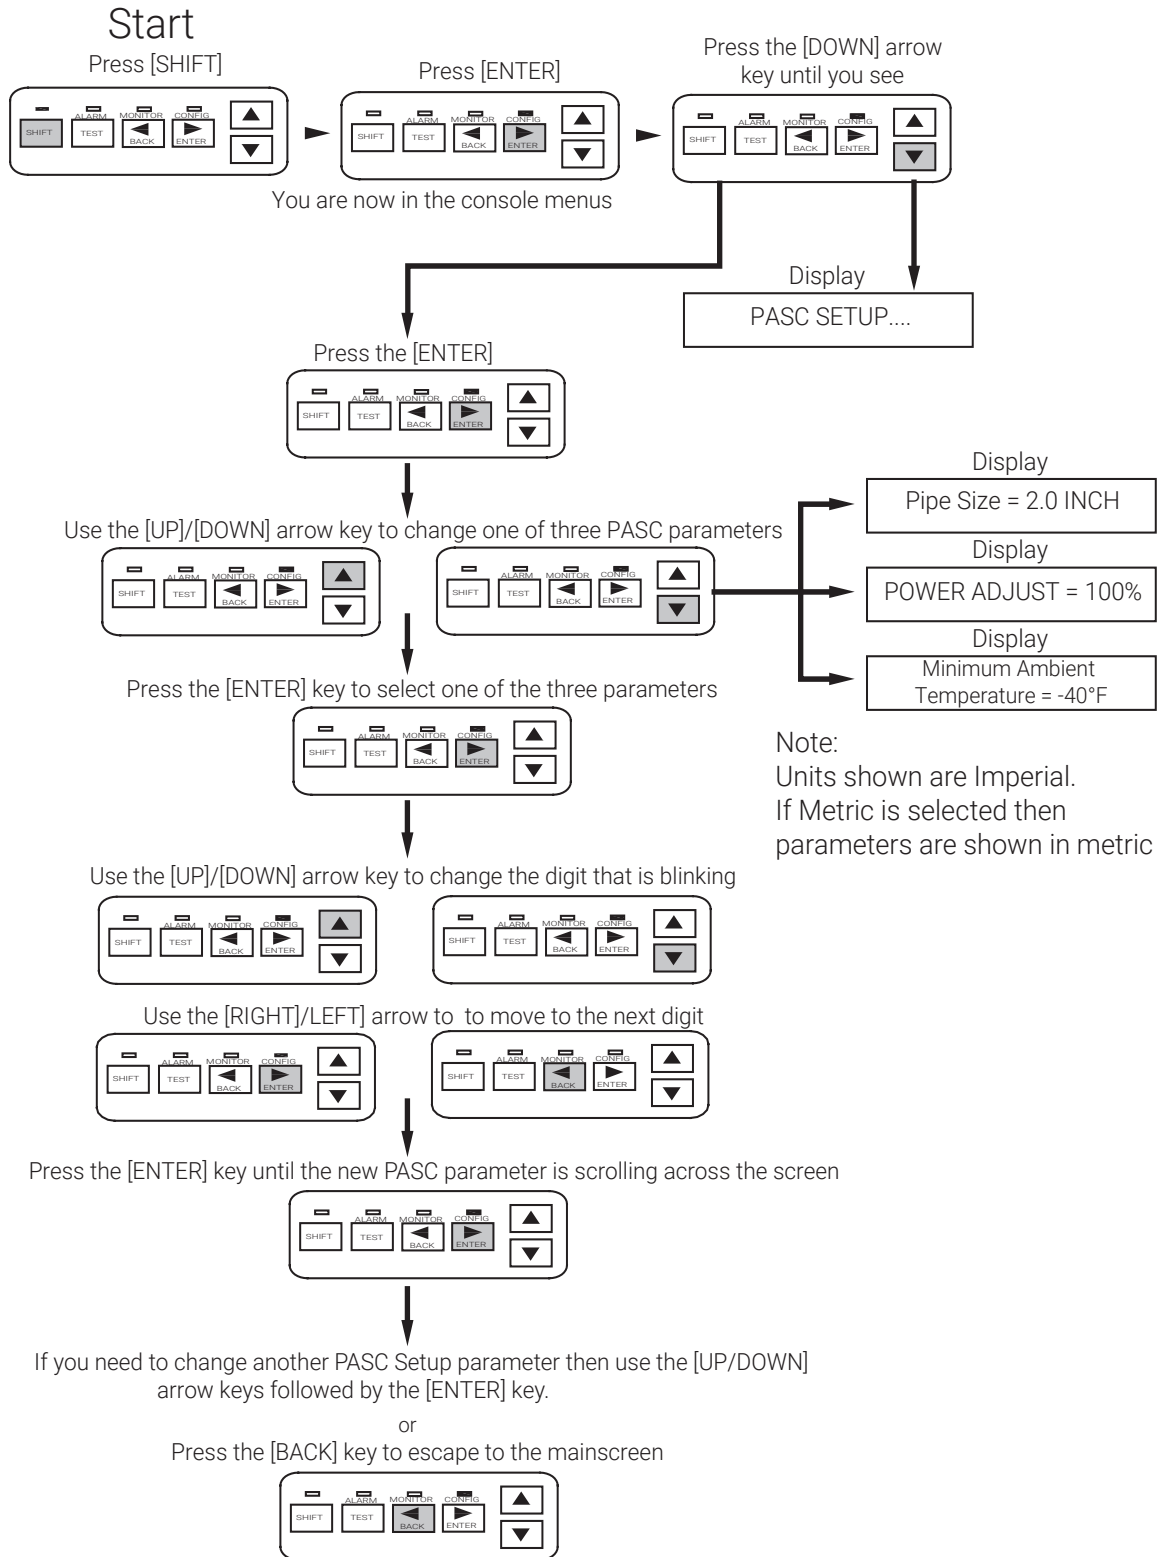 Start
Press [SHIFT]
SHIFT
ALARM
TEST
MONITOR
BACK
CONFIG
ENTER
Press [ENTER]
SHIFT
ALARM
TEST
MONITOR
BACK
CONFIG
ENTER
You are now in the console menus
Press the [DOWN] arrow
key until you see
SHIFT
ALARM
TEST
MONITOR
BACK
CONFIG
ENTER
Display
PASC SETUP....
Press the [ENTER]
SHIFT
ALARM
TEST
MONITOR
BACK
CONFIG
ENTER
Use the [UP]/[DOWN] arrow key to change one of three PASC parameters
SHIFT
ALARM
TEST
MONITOR
BACK
CONFIG
ENTER
SHIFT
ALARM
TEST
MONITOR
BACK
CONFIG
ENTER
Display
Pipe Size = 2.0 INCH
Display
POWER ADJUST = 100%
Display
Minimum Ambient
Temperature = -40°F
Note:
Units shown are Imperial.
If Metric is selected then
parameters are shown in metric
Press the [ENTER] key to select one of the three parameters
SHIFT
ALARM
TEST
MONITOR
BACK
CONFIG
ENTER
Use the [UP]/[DOWN] arrow key to change the digit that is blinking
SHIFT
ALARM
TEST
MONITOR
BACK
CONFIG
ENTER
SHIFT
ALARM
TEST
MONITOR
BACK
CONFIG
ENTER
Use the [RIGHT]/LEFT] arrow to to move to the next digit
SHIFT
ALARM
TEST
MONITOR
BACK
CONFIG
ENTER
SHIFT
ALARM
TEST
MONITOR
BACK
CONFIG
ENTER
Press the [ENTER] key until the new PASC parameter is scrolling across the screen
SHIFT
ALARM
TEST
MONITOR
BACK
CONFIG
ENTER
If you need to change another PASC Setup parameter then use the [UP/DOWN]
arrow keys followed by the [ENTER] key.
or
Press the [BACK] key to escape to the mainscreen
SHIFT
ALARM
TEST
MONITOR
BACK
CONFIG
ENTER